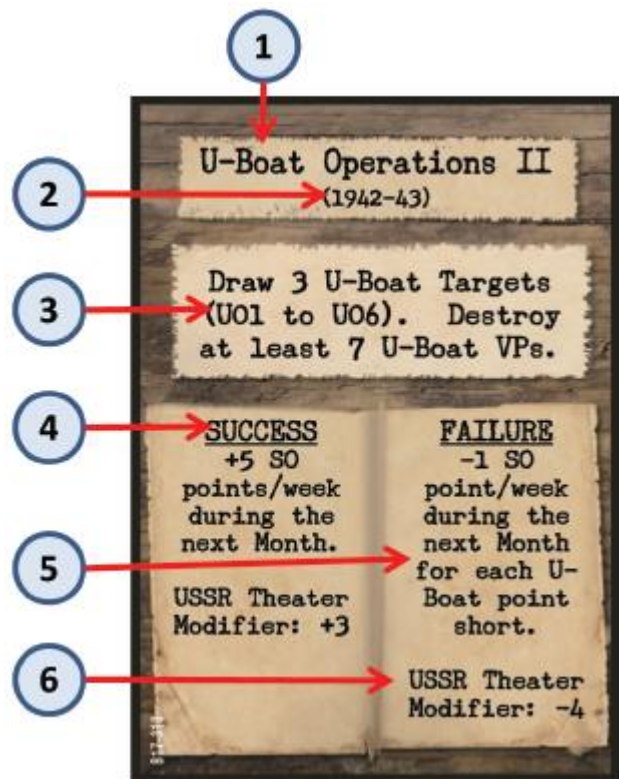 1
U-Boat Operations II
2
(1942-43)
3
Draw 3 U-Boat Targets
(U01 to U06). Destroy
at least 7 U-Boat VPs.
4
SUCCESS
+5 SO
points/week
during the
next Month.
USSR Theater
Modifier: +3
FAILURE
-1 SO
point/week
during the
next Month
for each U-
Boat point
short.
USSR Theater
Modifier: -4
5
6